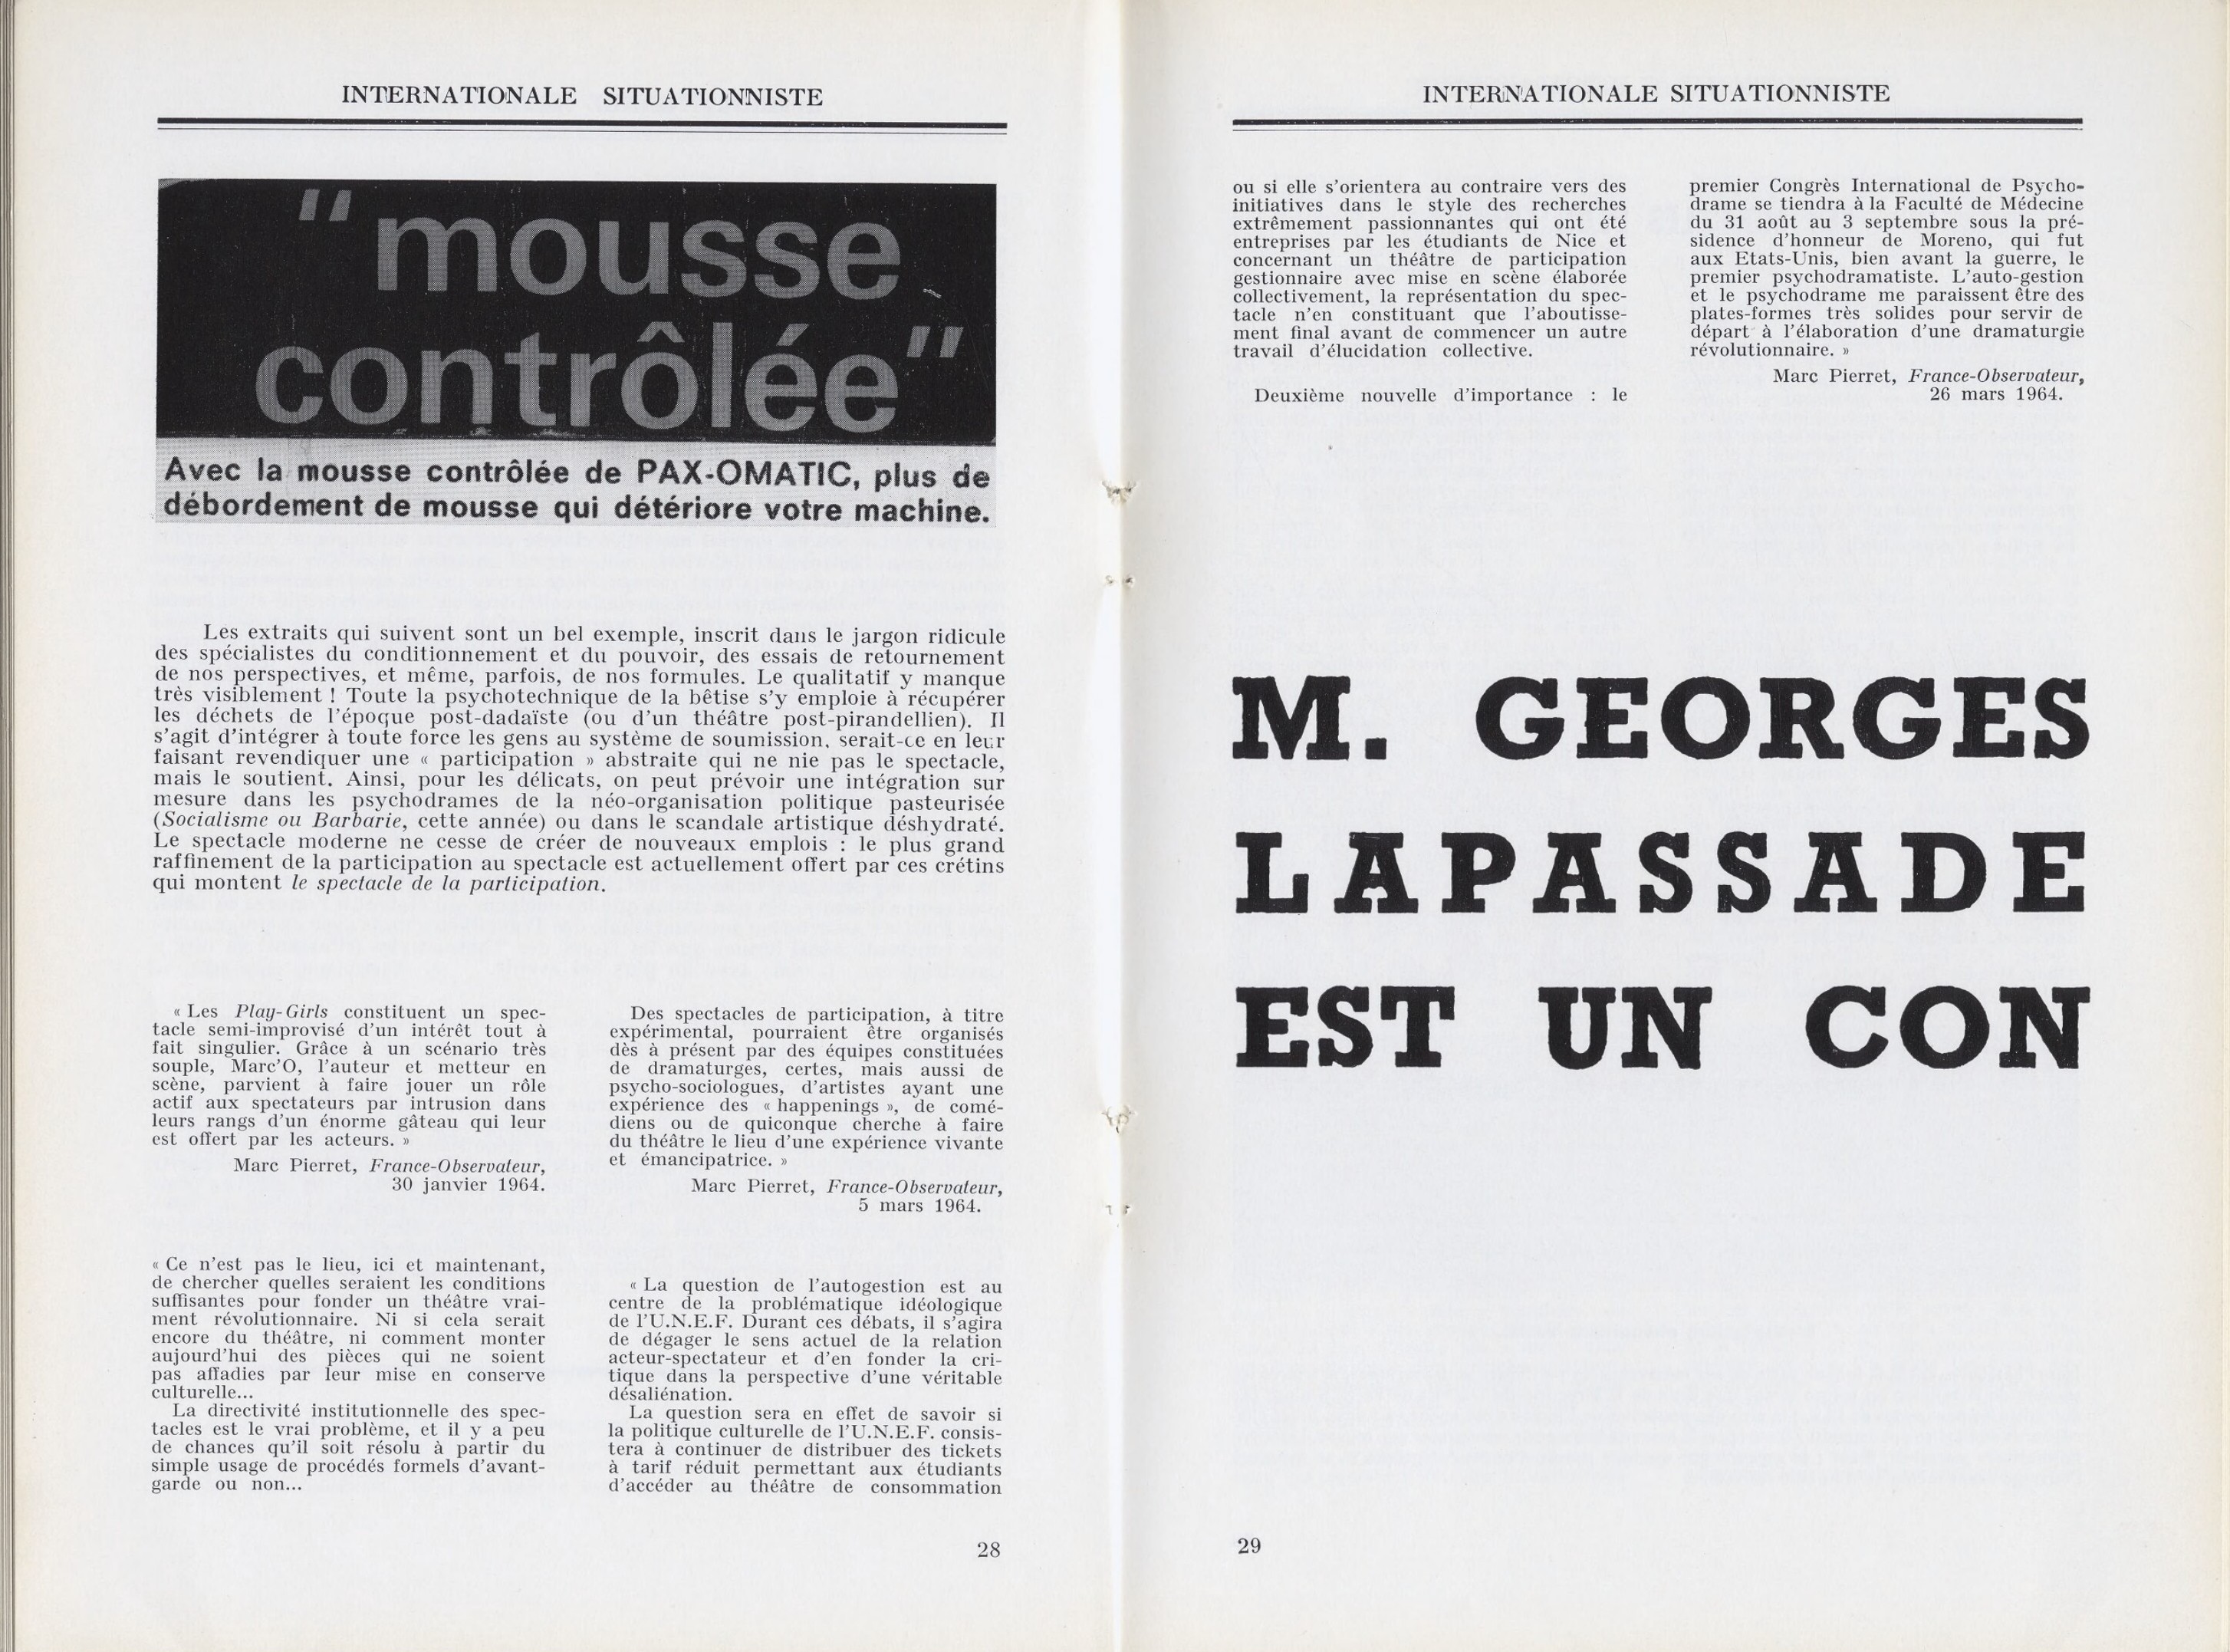 INTERNATIONALE SITUATIONNISTE
"mousse
contrôlée"
Avec la mousse contrôlée de PAX-OMATIC, plus de
débordement de mousse qui détériore votre machine.
Les extraits qui suivent sont un bel exemple, inscrit dans le jargon ridicule
des spécialistes du conditionnement et du pouvoir, des essais de retournement
de nos perspectives, et même, parfois, de nos formules. Le qualitatif y manque
très visiblement ! Toute la psychotechnique de la bêtise s'y emploie à récupérer
les déchets de l'époque post-dadaïste (ou d'un théâtre post-pirandellien). Il
s'agit d'intégrer à toute force les gens au système de soumission, serait-ce en leur
faisant revendiquer une « participation » abstraite qui ne nie pas le spectacle,
mais le soutient. Ainsi, pour les délicats, on peut prévoir une intégration sur
mesure dans les psychodrames de la néo-organisation politique pasteurisée
(Socialisme ou Barbarie, cette année) ou dans le scandale artistique déshydraté.
Le spectacle moderne ne cesse de créer de nouveaux emplois : le plus grand
raffinement de la participation au spectacle est actuellement offert par ces crétins
qui montent le spectacle de la participation.
« Les Play-Girls constituent un spec-
tacle semi-improvisé d'un intérêt tout à
fait singulier. Grâce à un scénario très
souple, Marc'O, l'auteur et metteur en
scène, parvient à faire jouer un rôle
actif aux spectateurs par intrusion dans
leurs rangs d'un énorme gâteau qui leur
est offert par les acteurs. »
Marc Pierret, France-Observateur,
30 janvier 1964.
« Ce n'est pas le lieu, ici et maintenant,
de chercher quelles seraient les conditions
suffisantes pour fonder un théâtre vrai-
ment révolutionnaire. Ni si cela serait
encore du théâtre, ni comment monter
aujourd'hui des pièces qui ne soient
pas affadies par leur mise en conserve
culturelle...
La directivité institutionnelle des spec-
tacles est le vrai problème, et il y a peu
de chances qu'il soit résolu à partir du
simple usage de procédés formels d'avant-
garde ou non...
Des spectacles de participation, à titre
expérimental, pourraient être organisés
dès à présent par des équipes constituées
de dramaturges, certes, mais aussi de
psycho-sociologues, d'artistes ayant une
expérience des « happenings », de comé-
diens ou de quiconque cherche à faire
du théâtre le lieu d'une expérience vivante
et émancipatrice. »
Marc Pierret, France-Observateur,
5 mars 1964.
« La question de l'autogestion est au
centre de la problématique idéologique
de l'U.N.E.F. Durant ces débats, il s'agira
de dégager le sens actuel de la relation
acteur-spectateur et d'en fonder la cri-
tique dans la perspective d'une véritable
désaliénation.
La question sera en effet de savoir si
la politique culturelle de l'U.N.E.F. consis-
tera à continuer de distribuer des tickets
à tarif réduit permettant aux étudiants
d'accéder au théâtre de consommation
28
INTERNATIONALE SITUATIONNISTE
ou si elle s'orientera au contraire vers des
initiatives dans le style des recherches
extrêmement passionnantes qui ont été
entreprises par les étudiants de Nice et
concernant un théâtre de participation
gestionnaire avec mise en scène élaborée
collectivement, la représentation du spec-
tacle n'en constituant que l'aboutisse-
ment final avant de commencer un autre
travail d'élucidation collective.
Deuxième nouvelle d'importance : le
premier Congrès International de Psycho-
drame se tiendra à la Faculté de Médecine
du 31 août au 3 septembre sous la pré-
sidence d'honneur de Moreno, qui fut
aux Etats-Unis, bien avant la guerre, le
premier psychodramatiste. L'auto-gestion
et le psychodrame me paraissent être des
plates-formes très solides pour servir de
départ à l'élaboration d'une dramaturgie
révolutionnaire. »
Marc Pierret, France-Observateur,
26 mars 1964.
M. GEORGES
LAPASSADE
EST UN CON
29